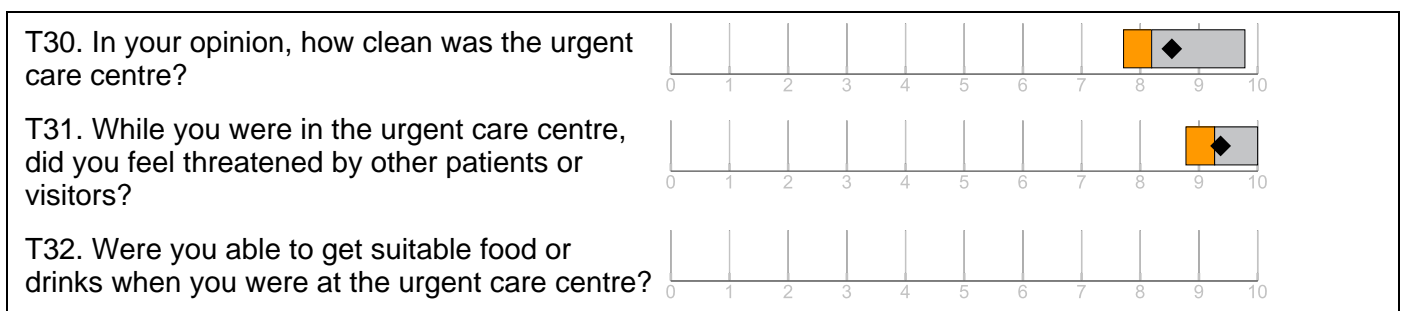 T30. In your opinion, how clean was the urgent
care centre?
0 1 2 3 4 5 6 7 8 9 10
T31. While you were in the urgent care centre,
did you feel threatened by other patients or
visitors?
0 1 2 3 4 5 6 7 8 9 10
T32. Were you able to get suitable food or
drinks when you were at the urgent care centre?
0 1 2 3 4 5 6 7 8 9 10